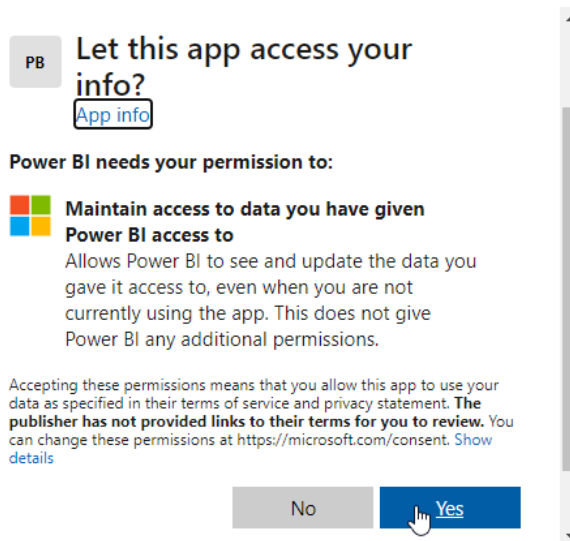 PB
Let this app access your
info?
App info
Power BI needs your permission to:
Maintain access to data you have given
Power BI access to
Allows Power BI to see and update the data you
gave it access to, even when you are not
currently using the app. This does not give
Power BI any additional permissions.
Accepting these permissions means that you allow this app to use your
data as specified in their terms of service and privacy statement. The
publisher has not provided links to their terms for you to review. You
can change these permissions at https://microsoft.com/consent. Show
details
No
Yes